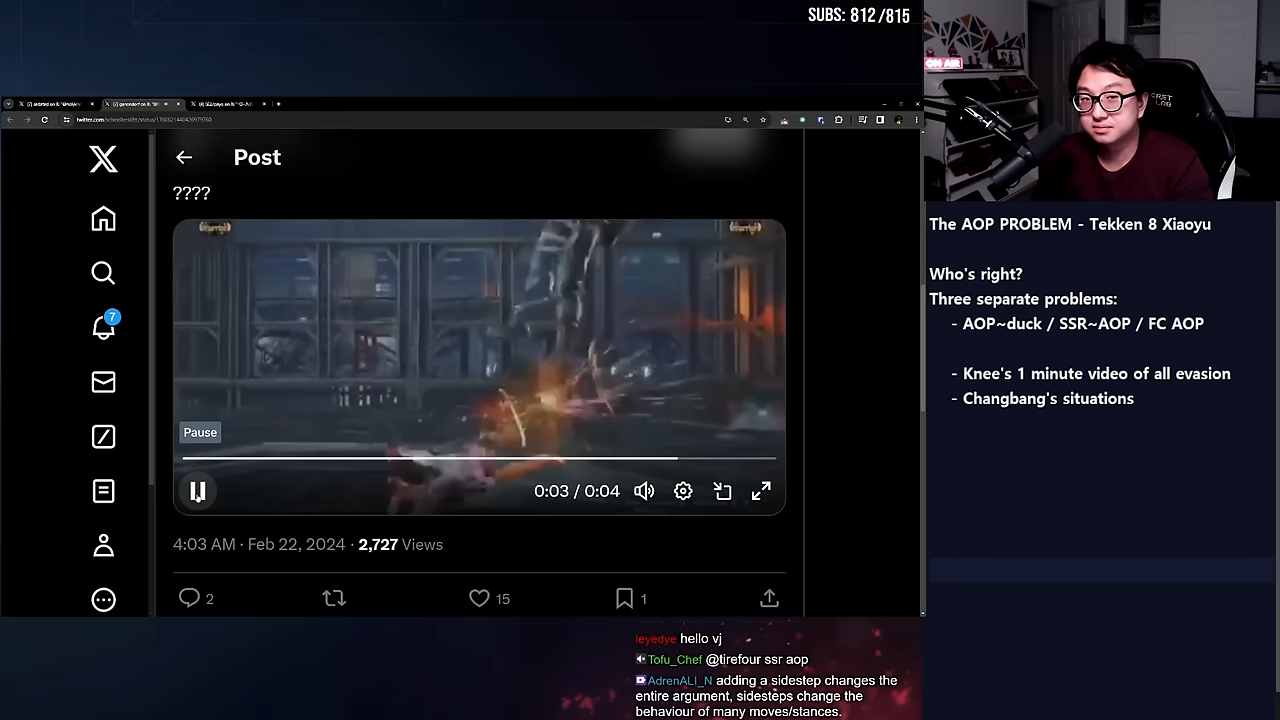 SUBS: 812/815
ON AIR
Post
????
7
Pause
0:03 / 0:04
4:03 AM · Feb 22, 2024 · 2,727 Views
2
15
1
The AOP PROBLEM - Tekken 8 Xiaoyu
Who's right?
Three separate problems:
- AOP~duck / SSR~AOP / FC AOP
- Knee's 1 minute video of all evasion
- Changbang's situations
leyedye hello vj
Tofu_Chef @tirefour ssr aop
AdrenALI_N adding a sidestep changes the
entire argument, sidesteps change the
behaviour of many moves/stances.